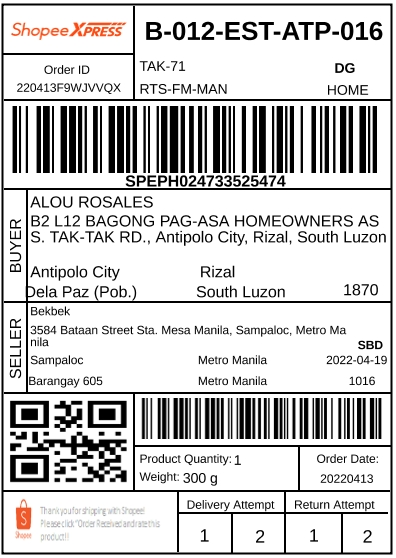 Shopee XPRESS
B-012-EST-ATP-016
Order ID
220413F9WJVVQX
TAK-71
DG
RTS-FM-MAN
HOME
SPEPH024733525474
BUYER
ALOU ROSALES
B2 L12 BAGONG PAG-ASA HOMEOWNERS AS
S. TAK-TAK RD., Antipolo City, Rizal, South Luzon
Antipolo City
Rizal
Dela Paz (Pob.)
South Luzon
1870
SELLER
Bekbek
3584 Bataan Street Sta. Mesa Manila, Sampaloc, Metro Ma
nila
SBD
Sampaloc
Metro Manila
2022-04-19
Barangay 605
Metro Manila
1016
Product Quantity: 1
Weight: 300 g
Order Date:
20220413
Shopee
Thank you for shipping with Shopee!
Please click "Order Received and rate this
product!!
Delivery Attempt
Return Attempt
1
2
1
2